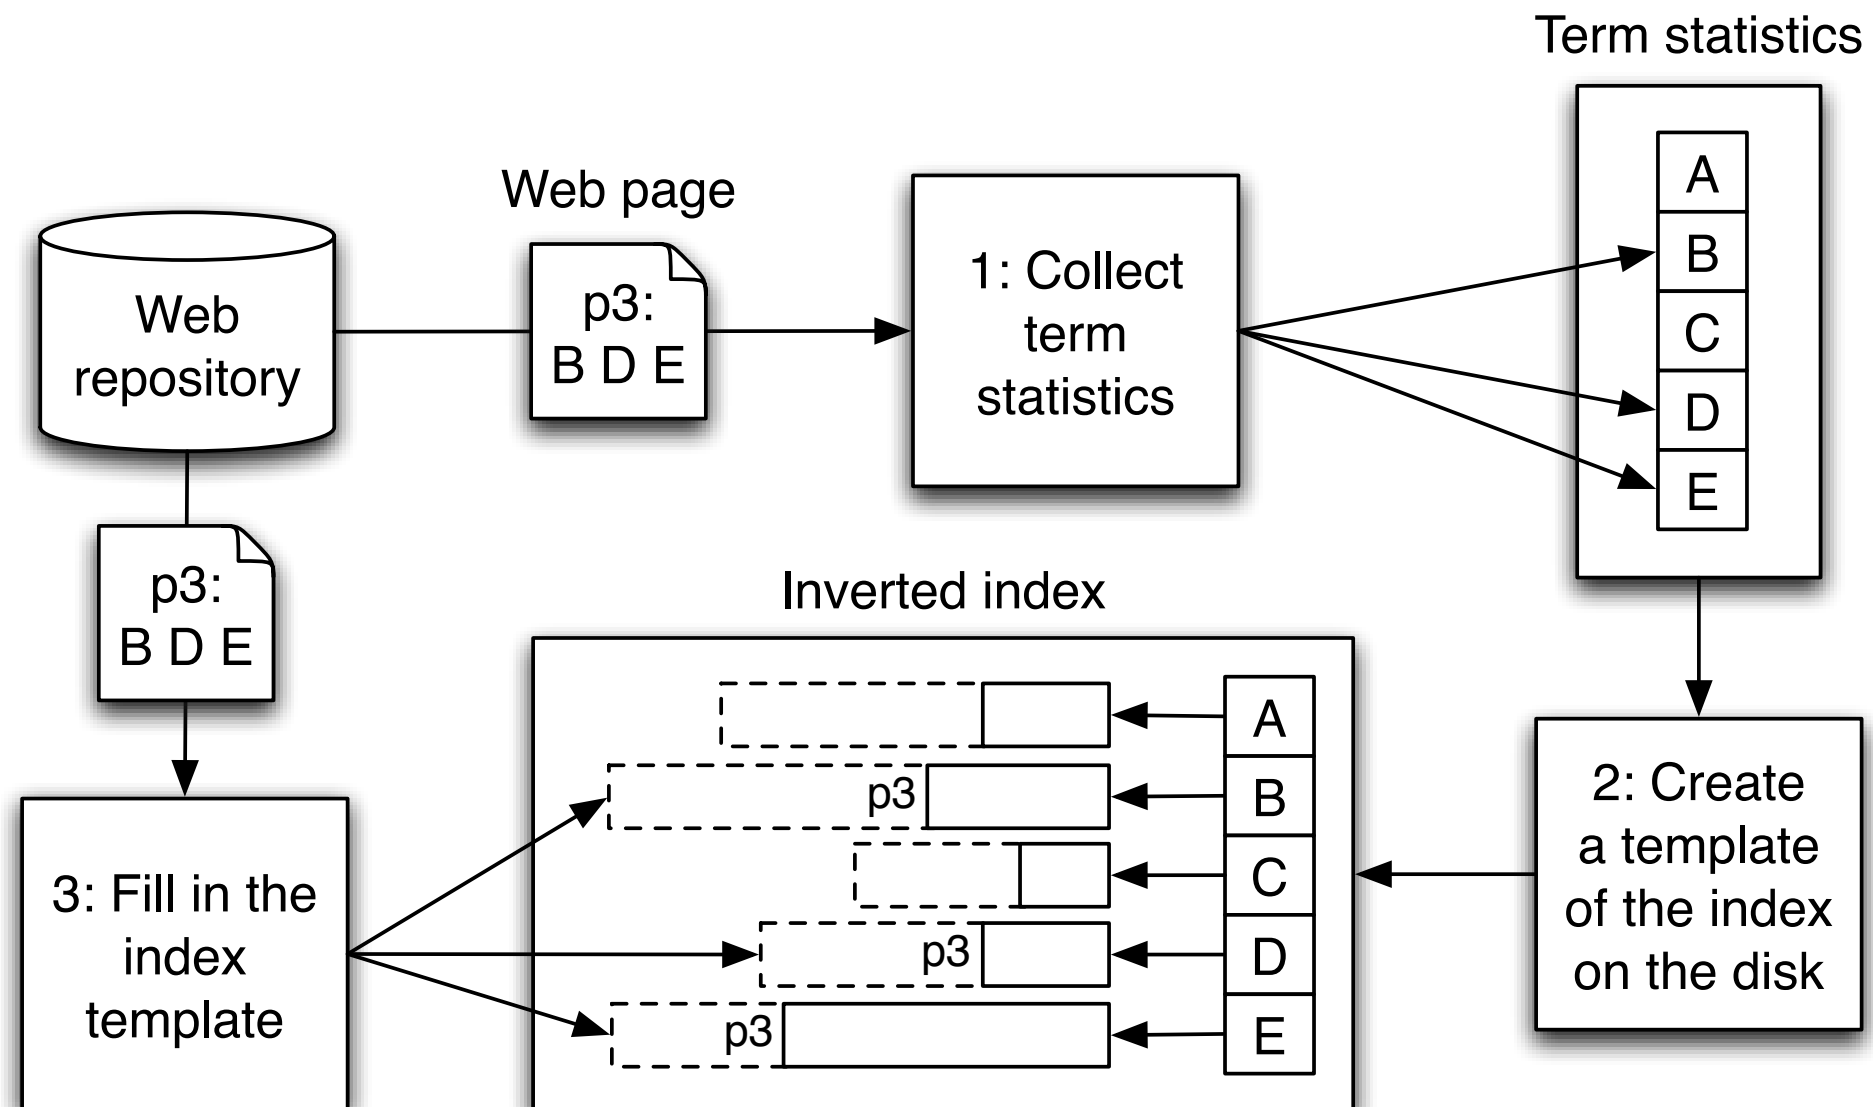 Term statistics
A
B
C
D
E
Web page
p3:
B D E
1: Collect
term
statistics
Web
repository
p3:
B D E
Inverted index
A
B
C
D
E
p3
p3
p3
2: Create
a template
of the index
on the disk
3: Fill in the
index
template